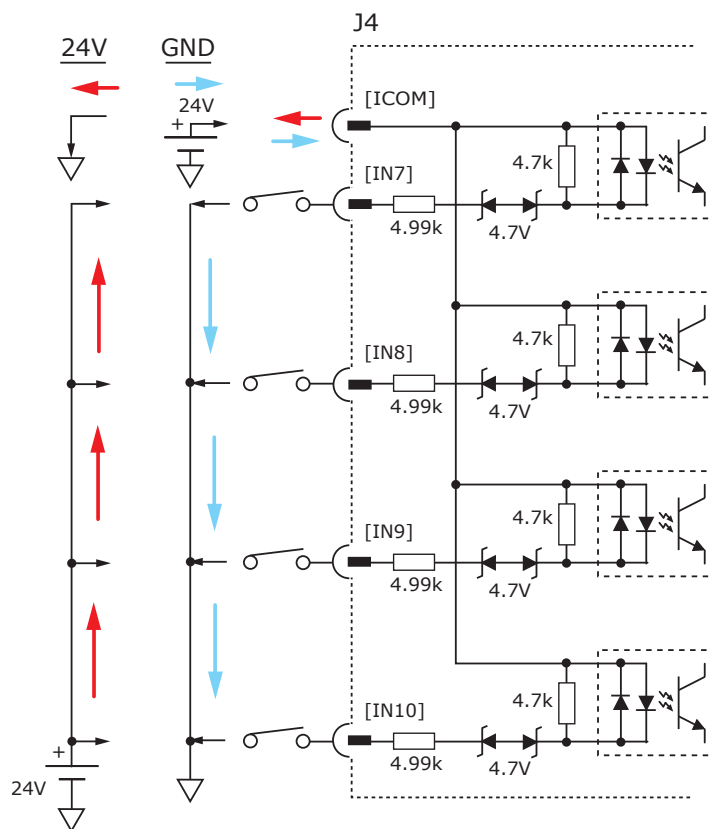 J4
24V GND
[ICOM]
+ 24V
4.7k
[IN7]
4.99k 4.7V
4.7k
[IN8]
4.99k 4.7V
4.7k
[IN9]
4.99k 4.7V
4.7k
[IN10]
4.99k 4.7V
+
24V